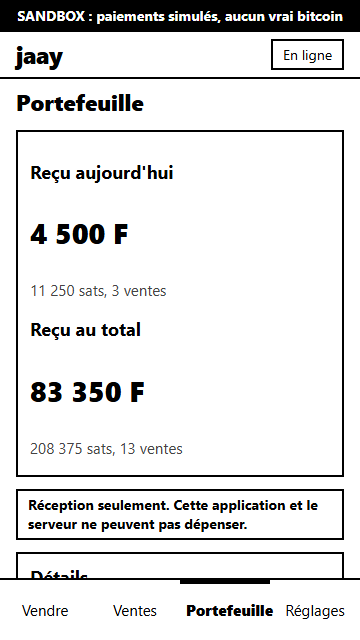 SANDBOX : paiements simulés, aucun vrai bitcoin
jaay
En ligne
Portefeuille
Reçu aujourd'hui
4 500 F
11 250 sats, 3 ventes
Reçu au total
83 350 F
208 375 sats, 13 ventes
Réception seulement. Cette application et le
serveur ne peuvent pas dépenser.
Détails
Vendre
Ventes
Portefeuille
Réglages